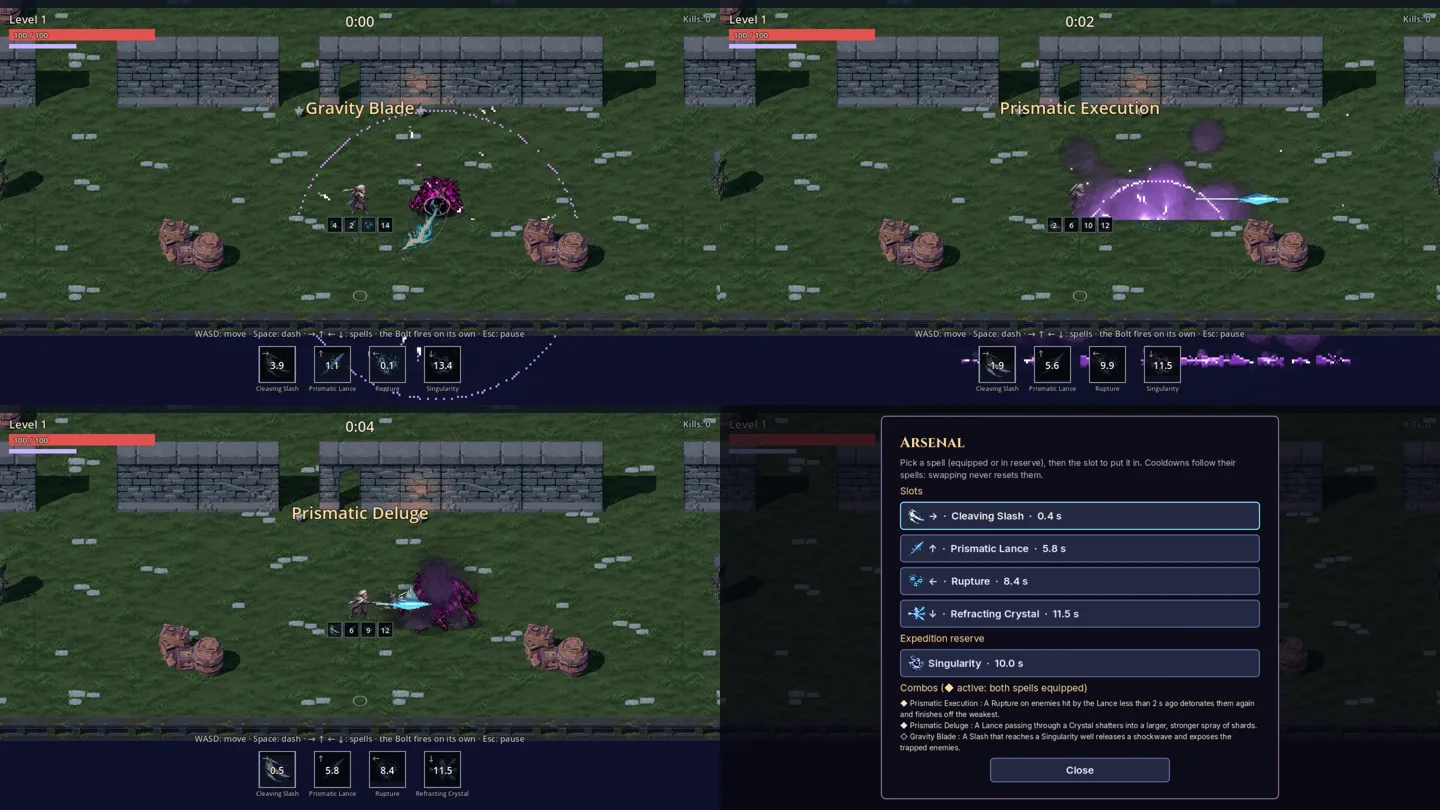 Level 1
0:00
Kills: 0
100 / 100
Gravity Blade
4 2 14
WASD: move · Space: dash · → ↑ ← ↓ : spells · the Bolt fires on its own · Esc: pause
→ 3.9 ↑ 1.1 ← 0.1 ↓ 13.4
Cleaving Slash Prismatic Lance Rupture Singularity
Level 1
0:02
Kills: 0
100 / 100
Prismatic Execution
2 6 10 12
WASD: move · Space: dash · → ↑ ← ↓ : spells · the Bolt fires on its own · Esc: pause
→ 1.9 ↑ 5.6 ← 9.9 ↓ 11.5
Cleaving Slash Prismatic Lance Rupture Singularity
Level 1
0:04
Kills: 0
100 / 100
Prismatic Deluge
6 9 12
WASD: move · Space: dash · → ↑ ← ↓ : spells · the Bolt fires on its own · Esc: pause
→ 0.5 ↑ 5.8 ← 8.4 ↓ 11.5
Cleaving Slash Prismatic Lance Rupture Refracting Crystal
Level 1
ARSENAL
Pick a spell (equipped or in reserve), then the slot to put it in. Cooldowns follow their
spells: swapping never resets them.
Slots
→ · Cleaving Slash · 0.4 s
↑ · Prismatic Lance · 5.8 s
← · Rupture · 8.4 s
↓ · Refracting Crystal · 11.5 s
Expedition reserve
Singularity · 10.0 s
Combos (◆ active: both spells equipped)
◆ Prismatic Execution : A Rupture on enemies hit by the Lance less than 2 s ago detonates them again
and finishes off the weakest.
◆ Prismatic Deluge : A Lance passing through a Crystal shatters into a larger, stronger spray of shards.
◇ Gravity Blade : A Slash that reaches a Singularity well releases a shockwave and exposes the
trapped enemies.
Close